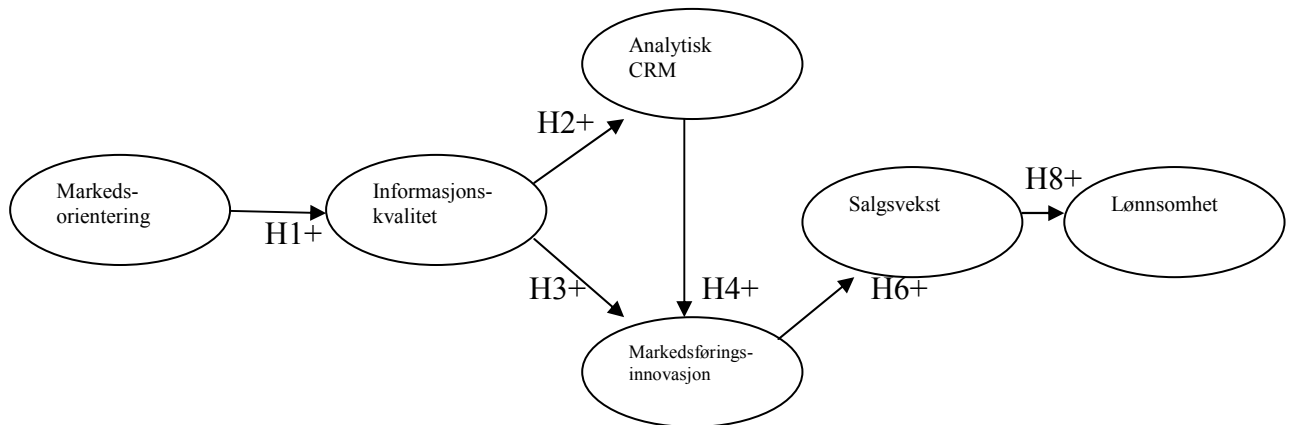 Analytisk
CRM
H2+
Markeds-
orientering
H1+
Informasjons-
kvalitet
H3+
H4+
Markedsførings-
innovasjon
H6+
Salgsvekst
H8+
Lønnsomhet